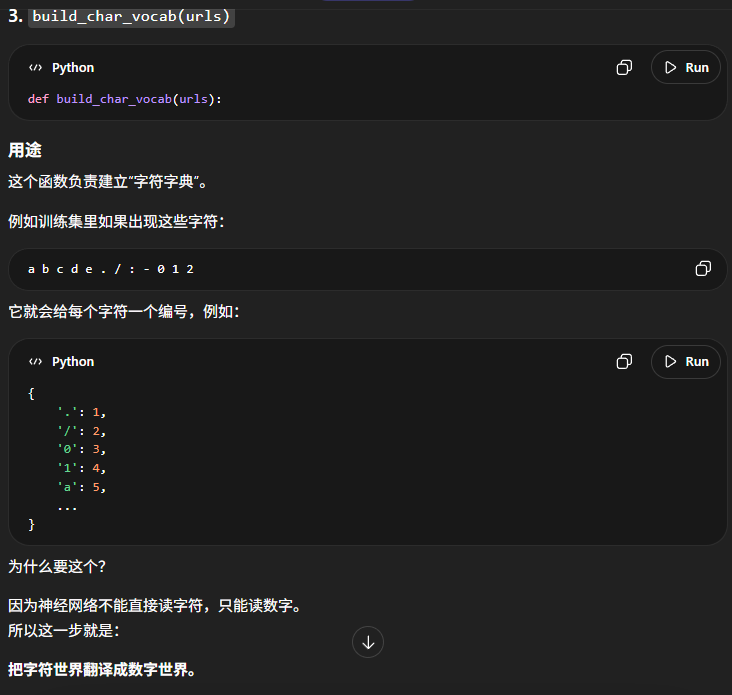 3. build_char_vocab(urls)
Python
Run
def build_char_vocab(urls):
用途
这个函数负责建立“字符字典”。
例如训练集里如果出现这些字符：
a b c d e . / : - 0 1 2
它就会给每个字符一个编号，例如：
Python
Run
{
'.': 1,
'/': 2,
'0': 3,
'1': 4,
'a': 5,
...
}
为什么要这个？
因为神经网络不能直接读字符，只能读数字。
所以这一步就是：
把字符世界翻译成数字世界。